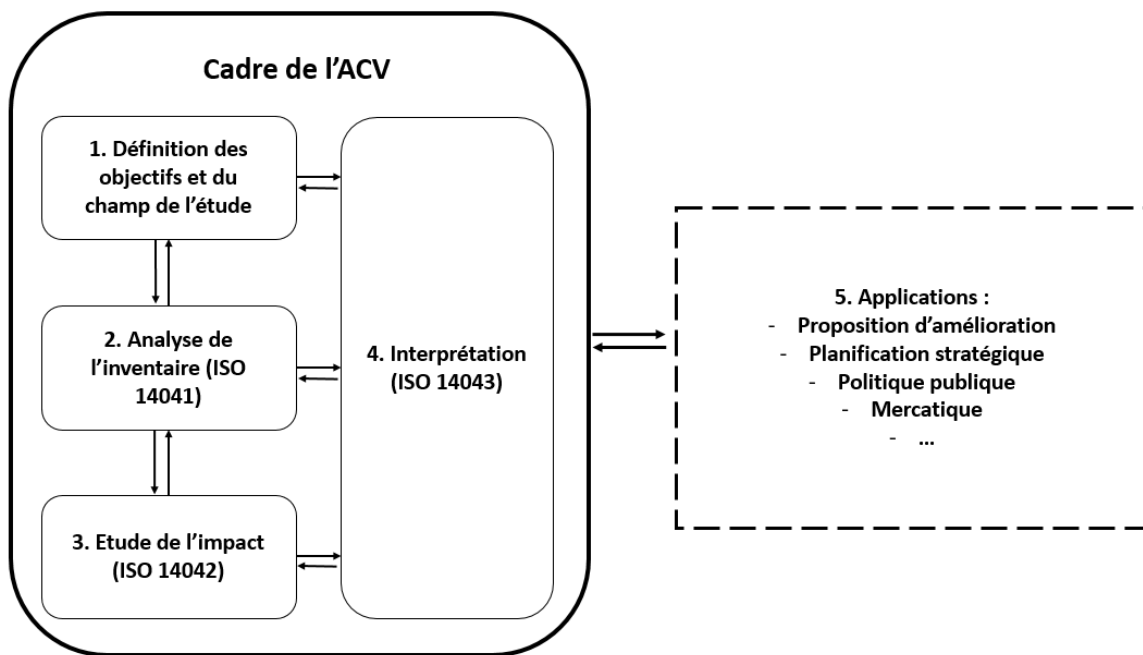 Cadre de l’ACV
1. Définition des
objectifs et du
champ de l’étude
2. Analyse de
l’inventaire (ISO
14041)
3. Etude de l’impact
(ISO 14042)
4. Interprétation
(ISO 14043)
5. Applications :
- Proposition d’amélioration
- Planification stratégique
- Politique publique
- Mercatique
- ...